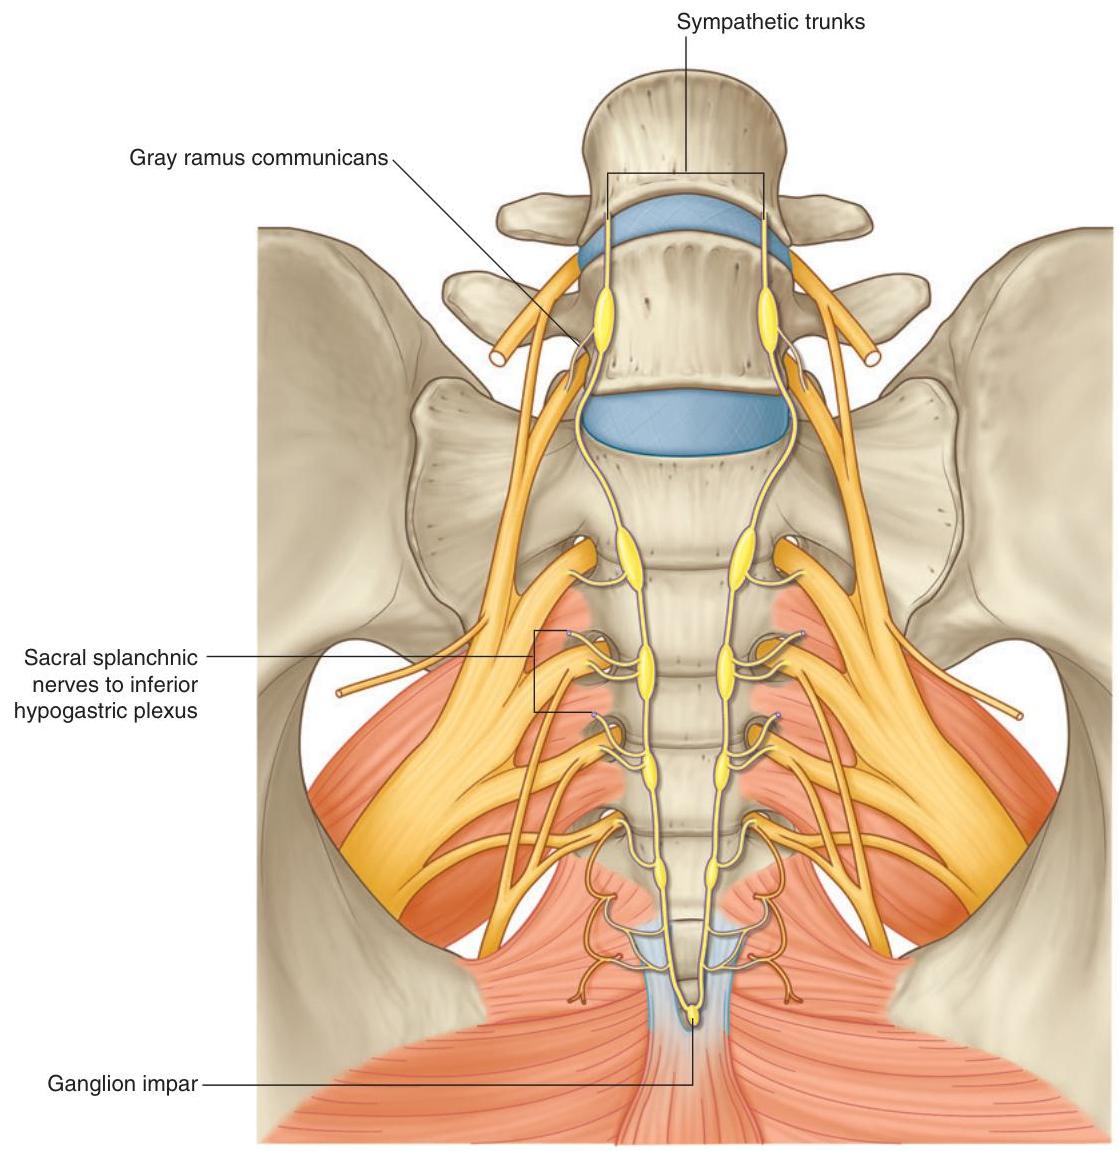 Sympathetic trunks
Gray ramus communicans
Sacral splanchnic
nerves to inferior
hypogastric plexus
Ganglion impar